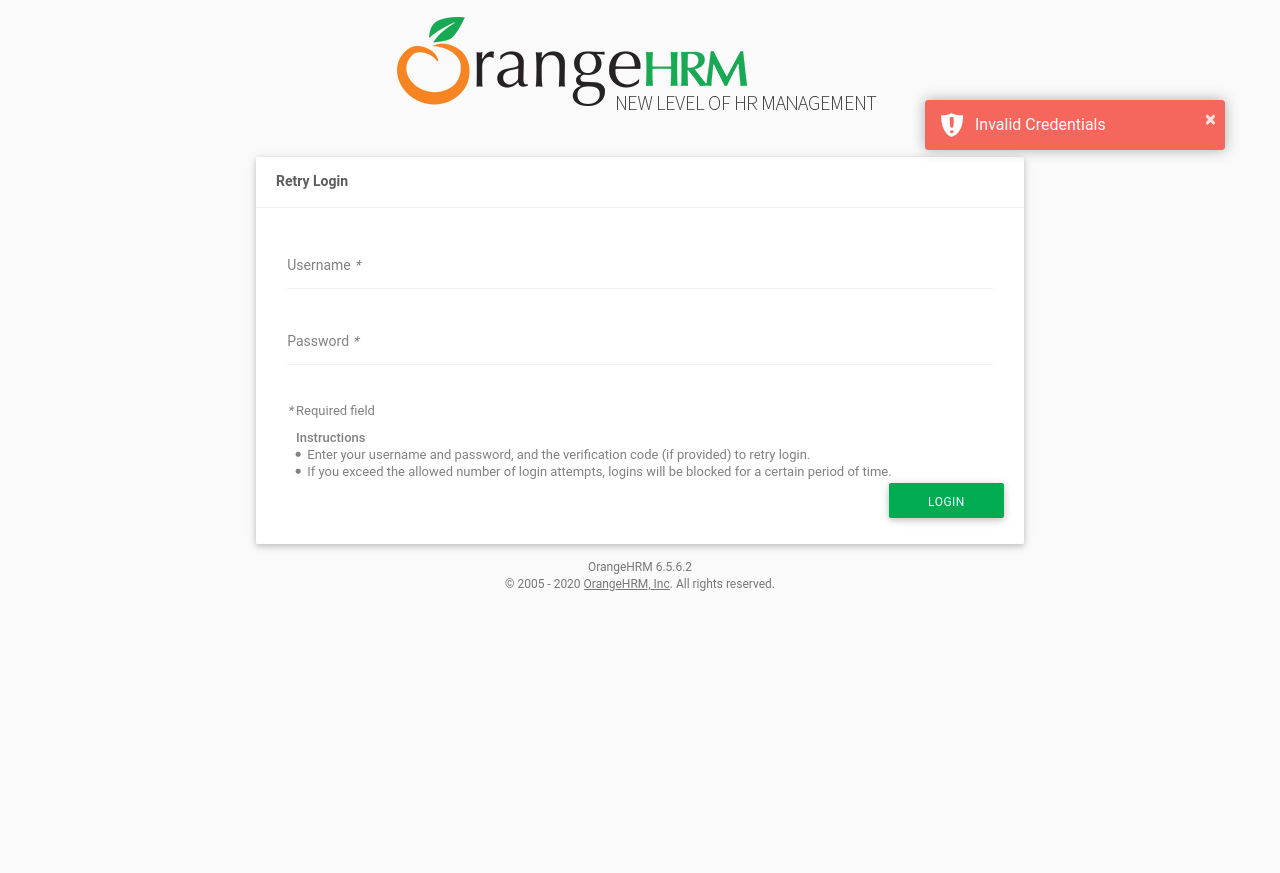 OrangeHRM
NEW LEVEL OF HR MANAGEMENT
Invalid Credentials
×
Retry Login
Username *
Password *
* Required field
Instructions
• Enter your username and password, and the verification code (if provided) to retry login.
• If you exceed the allowed number of login attempts, logins will be blocked for a certain period of time.
LOGIN
OrangeHRM 6.5.6.2
© 2005 - 2020 OrangeHRM, Inc. All rights reserved.